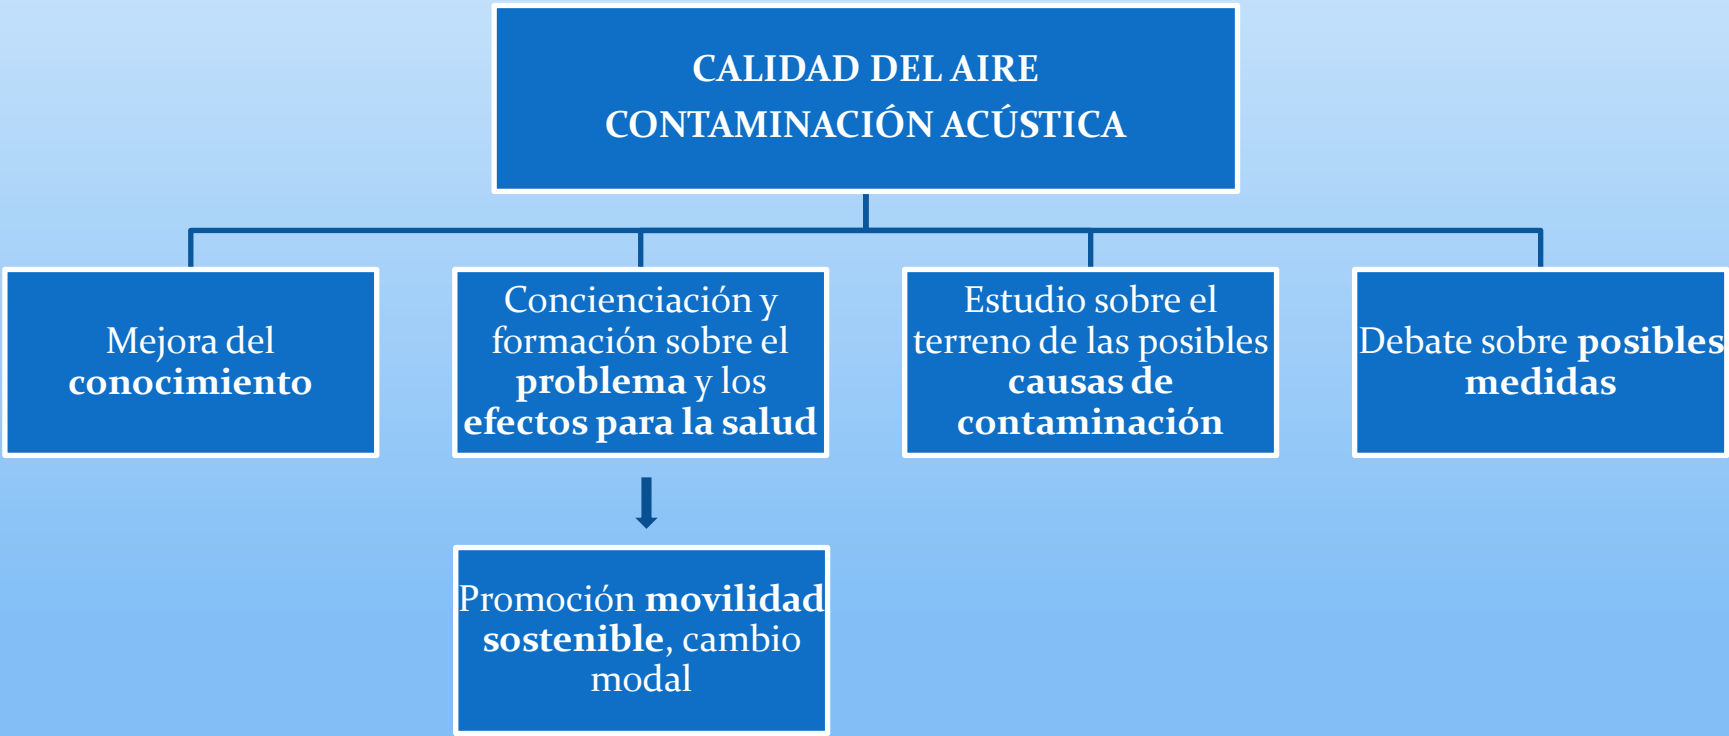 CALIDAD DEL AIRE
CONTAMINACIÓN ACÚSTICA
Mejora del
conocimiento
Concienciación y
formación sobre el
problema y los
efectos para la salud
Estudio sobre el
terreno de las posibles
causas de
contaminación
Debate sobre posibles
medidas
Promoción movilidad
sostenible, cambio
modal